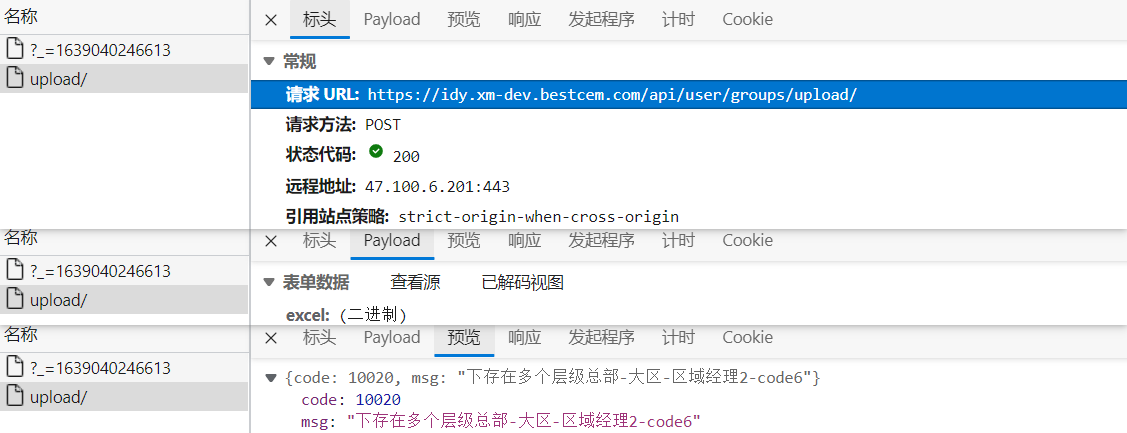 名称
× 标头 Payload 预览 响应 发起程序 计时 Cookie
?_=1639040246613
▼ 常规
upload/
请求 URL: https://idy.xm-dev.bestcem.com/api/user/groups/upload/
请求方法: POST
状态代码: 200
远程地址: 47.100.6.201:443
引用站点策略: strict-origin-when-cross-origin
名称
× 标头 Payload 预览 响应 发起程序 计时 Cookie
?_=1639040246613
▼ 表单数据 查看源 已解码视图
upload/
excel: (二进制)
名称
× 标头 Payload 预览 响应 发起程序 计时 Cookie
?_=1639040246613
▼ {code: 10020, msg: "下存在多个层级总部-大区-区域经理2-code6"}
upload/
code: 10020
msg: "下存在多个层级总部-大区-区域经理2-code6"